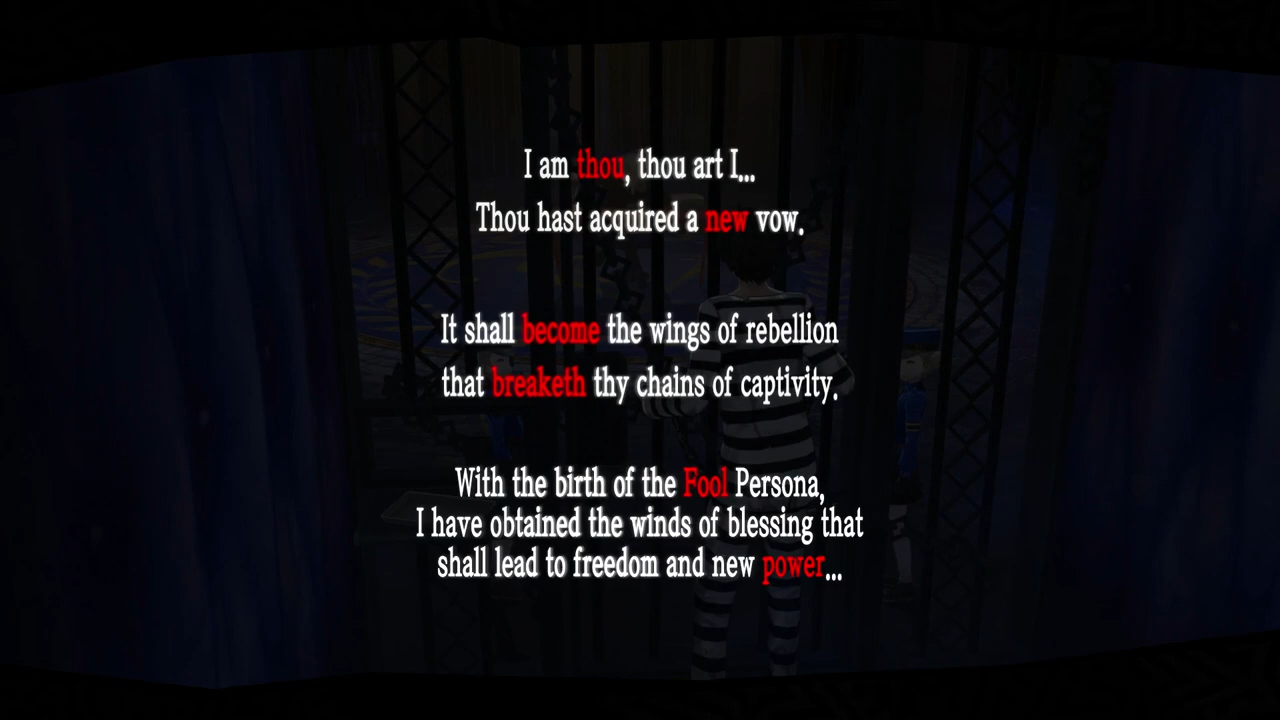 I am thou, thou art I...
Thou hast acquired a new vow.
It shall become the wings of rebellion
that breaketh thy chains of captivity.
With the birth of the Fool Persona,
I have obtained the winds of blessing that
shall lead to freedom and new power...